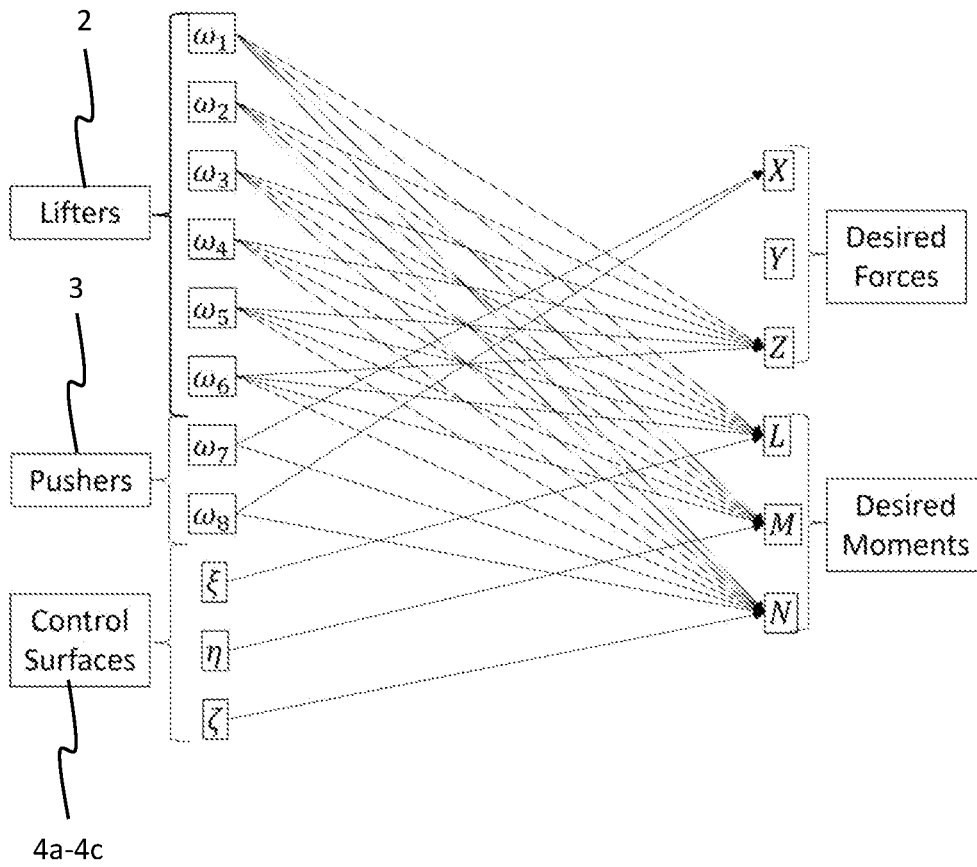 2
Lifters
3
Pushers
Control
Surfaces
4a-4c
ω1
ω2
ω3
ω4
ω5
ω6
ω7
ω8
ξ
η
ζ
X
Y
Z
L
M
N
Desired
Forces
Desired
Moments